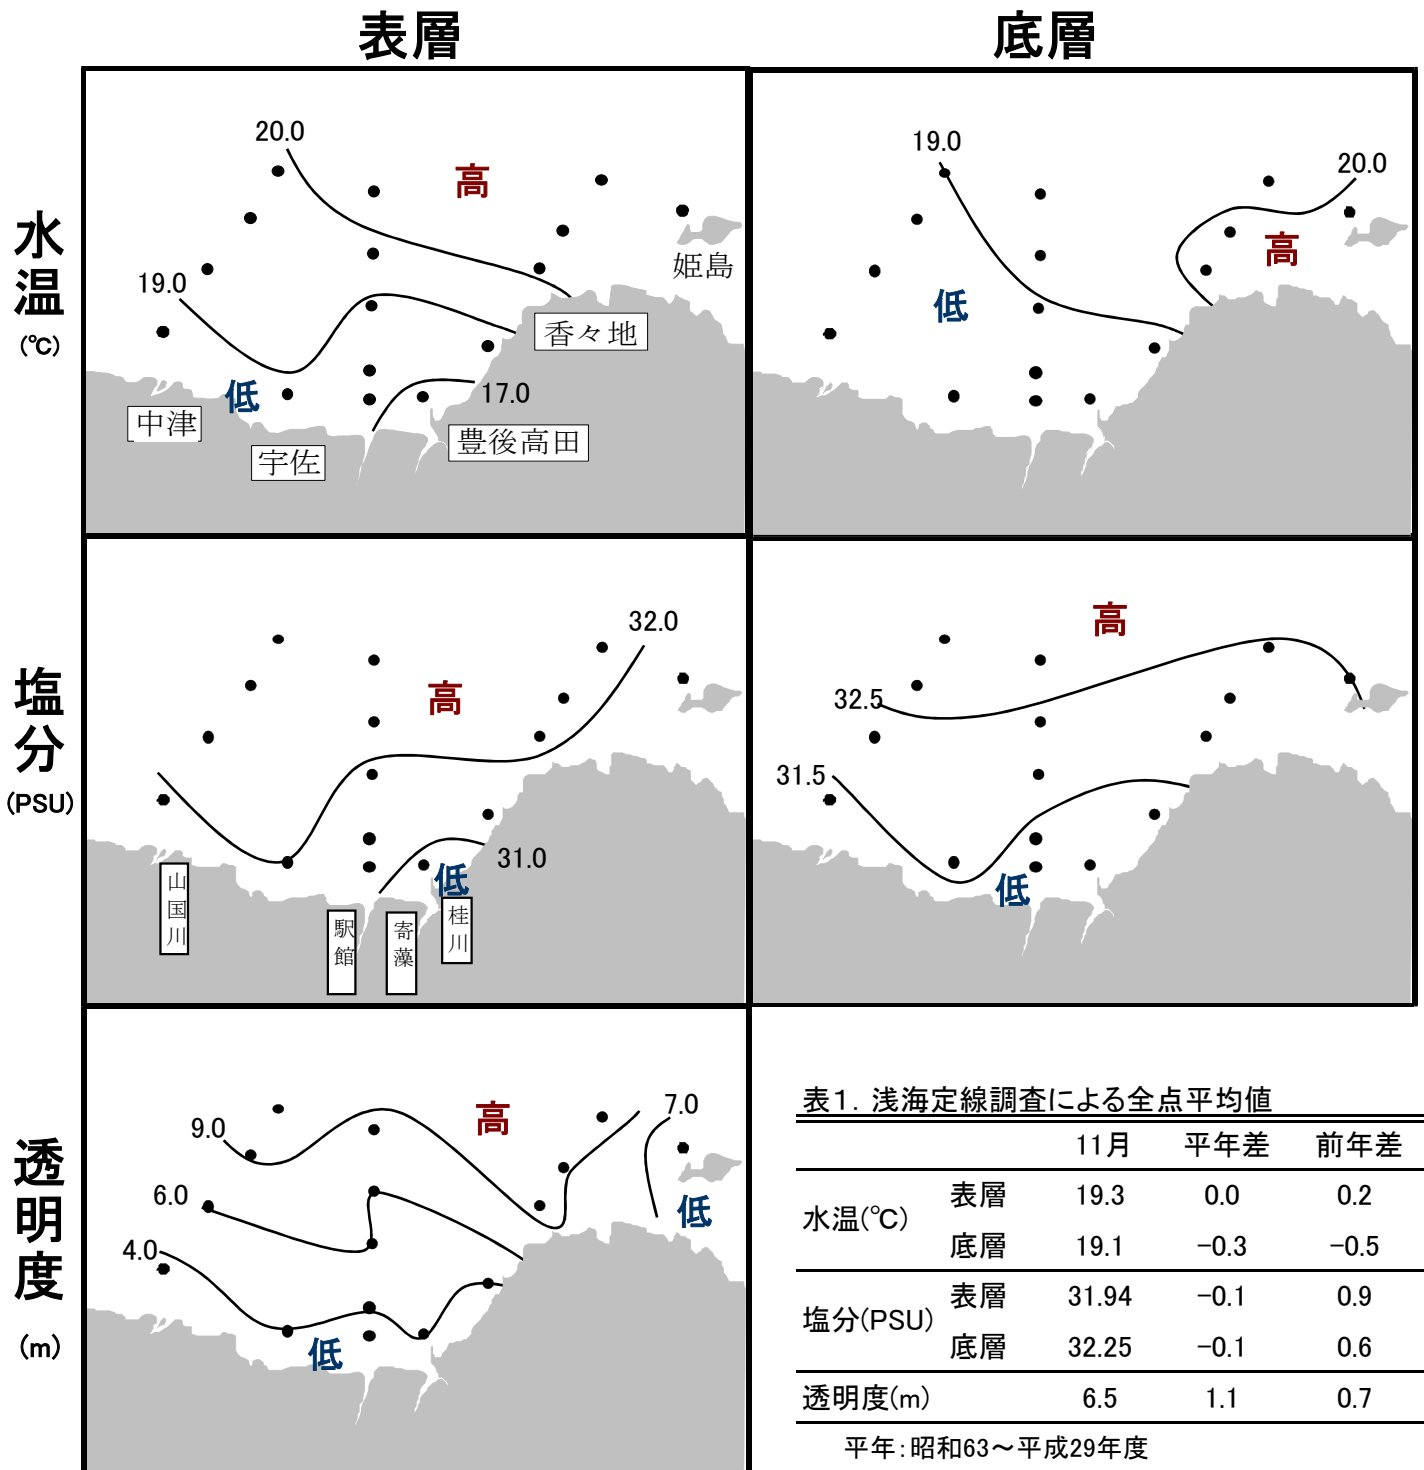 表層
底層
水温
(℃)
20.0
高
19.0
姫島
香々地
低
17.0
中津
宇佐
豊後高田
19.0
20.0
高
低
塩分
(PSU)
32.0
高
31.0
低
山国川
駅館
寄藻
桂川
高
32.5
31.5
低
透明度
(m)
9.0
高
7.0
6.0
低
4.0
低
表1. 浅海定線調査による全点平均値
11月 平年差 前年差
水温(℃) 表層 19.3 0.0 0.2
底層 19.1 −0.3 −0.5
塩分(PSU) 表層 31.94 −0.1 0.9
底層 32.25 −0.1 0.6
透明度(m) 6.5 1.1 0.7
平年:昭和63～平成29年度